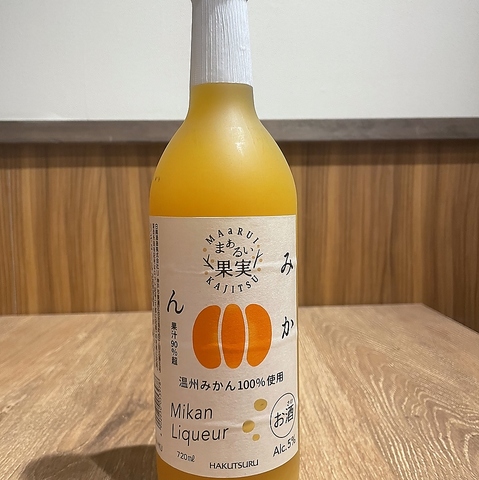 MAaRUI
まあるい
果実
KAJITSU
みかん
果汁90%超
温州みかん100%使用
Mikan
Liqueur
お酒
720ml
Alc.5%
HAKUTSURU